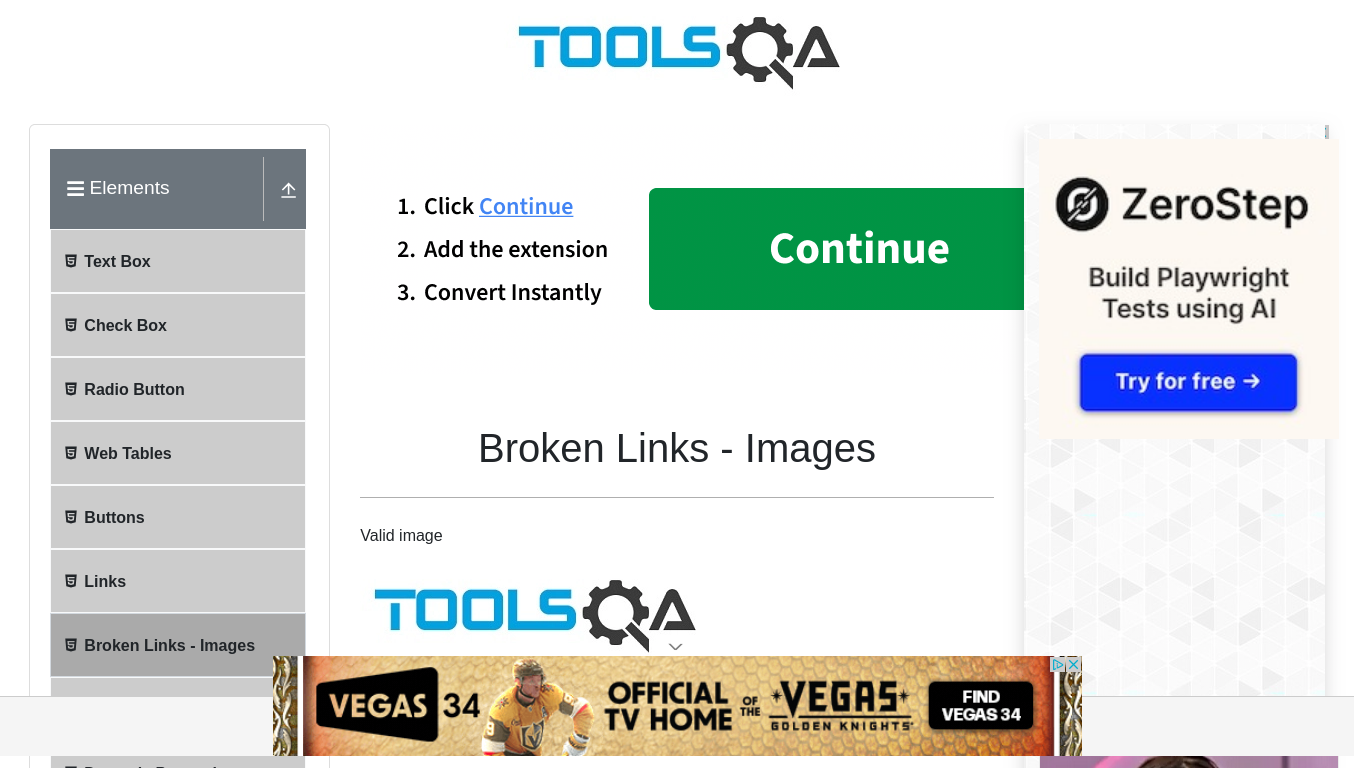 TOOLSQA
Elements
Text Box
Check Box
Radio Button
Web Tables
Buttons
Links
Broken Links - Images
1. Click Continue
2. Add the extension
3. Convert Instantly
Continue
Broken Links - Images
Valid image
TOOLSQA
ZeroStep
Build Playwright
Tests using AI
Try for free →
VEGAS 34
OFFICIAL
TV HOME
OF
THE
VEGAS
GOLDEN KNIGHTS
FIND
VEGAS 34